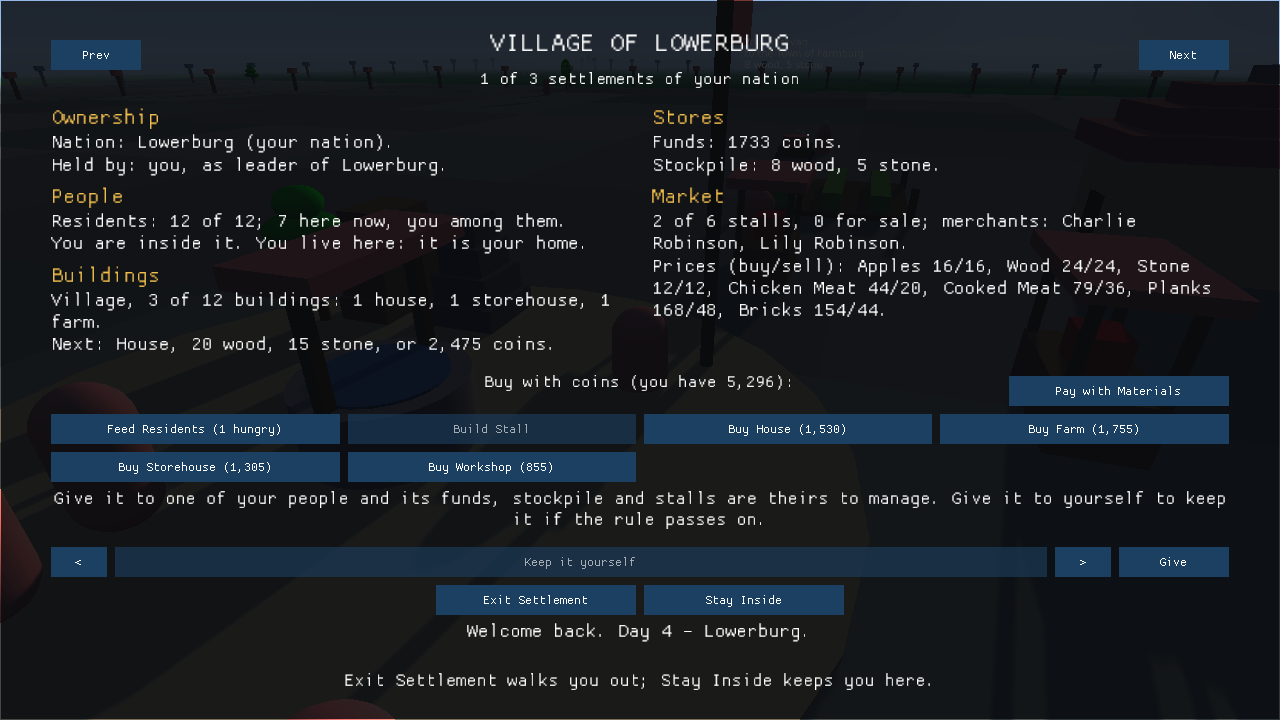 VILLAGE OF LOWERBURG
Prev
Next
1 of 3 settlements of your nation
Ownership
Nation: Lowerburg (your nation).
Held by: you, as leader of Lowerburg.
People
Residents: 12 of 12; 7 here now, you among them.
You are inside it. You live here: it is your home.
Buildings
Village, 3 of 12 buildings: 1 house, 1 storehouse, 1
farm.
Next: House, 20 wood, 15 stone, or 2,475 coins.
Stores
Funds: 1733 coins.
Stockpile: 8 wood, 5 stone.
Market
2 of 6 stalls, 0 for sale; merchants: Charlie
Robinson, Lily Robinson.
Prices (buy/sell): Apples 16/16, Wood 24/24, Stone
12/12, Chicken Meat 44/20, Cooked Meat 79/36, Planks
168/48, Bricks 154/44.
Buy with coins (you have 5,296):
Pay with Materials
Feed Residents (1 hungry)
Build Stall
Buy House (1,530)
Buy Farm (1,755)
Buy Storehouse (1,305)
Buy Workshop (855)
Give it to one of your people and its funds, stockpile and stalls are theirs to manage. Give it to yourself to keep
it if the rule passes on.
<
Keep it yourself
>
Give
Exit Settlement
Stay Inside
Welcome back. Day 4 - Lowerburg.
Exit Settlement walks you out; Stay Inside keeps you here.